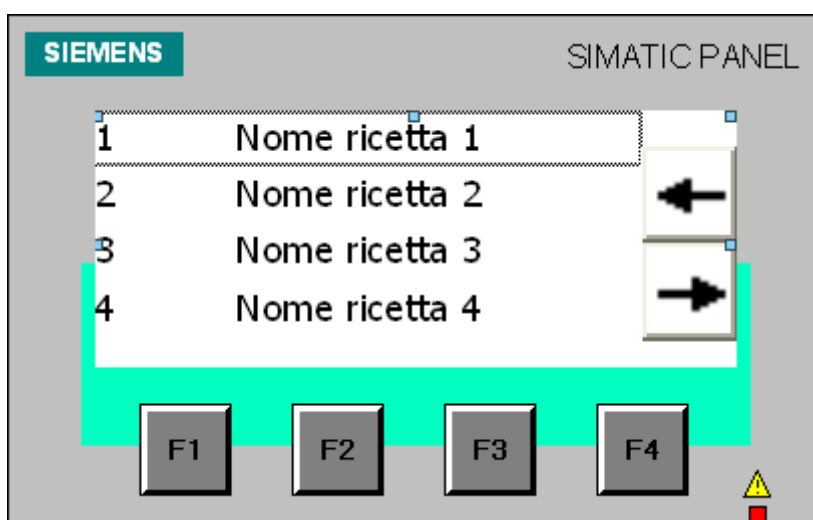 SIEMENS SIMATIC PANEL
1 Nome ricetta 1
2 Nome ricetta 2
3 Nome ricetta 3
4 Nome ricetta 4
F1 F2 F3 F4